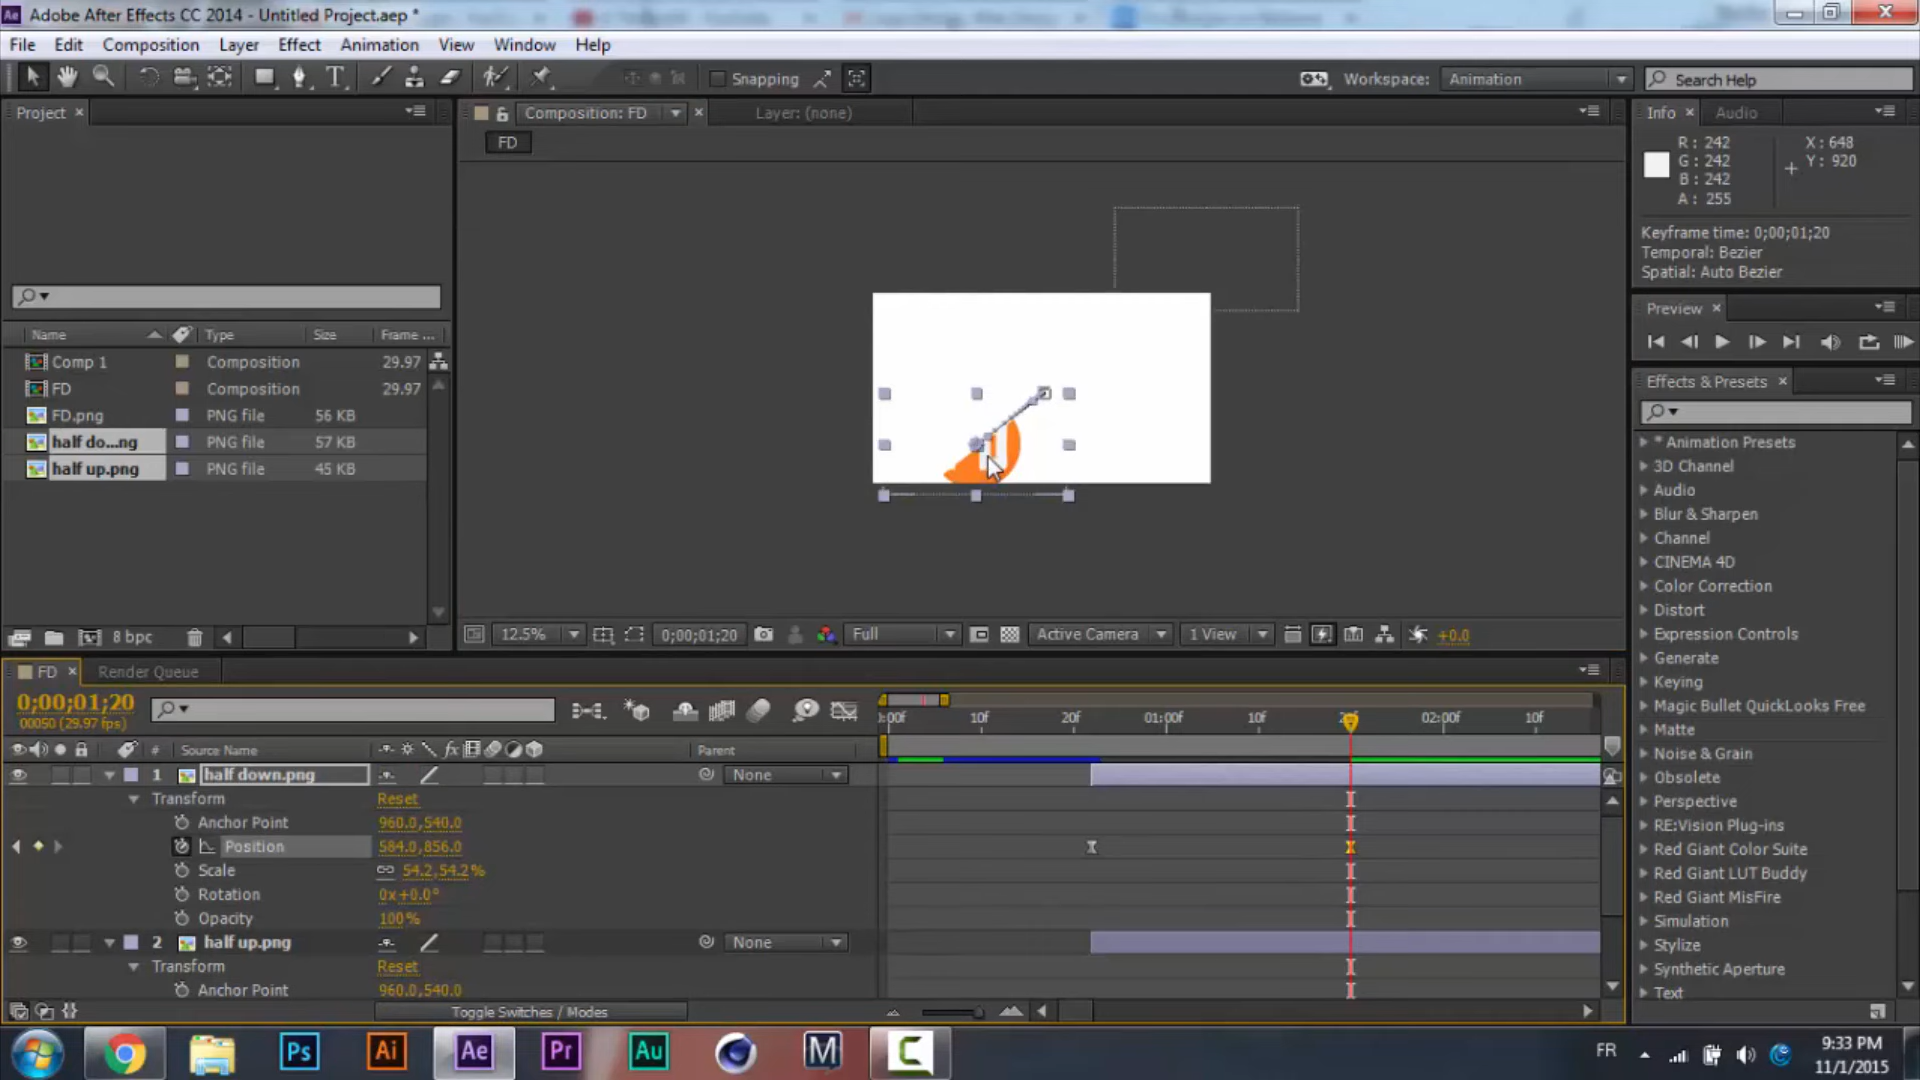 Adobe After Effects CC 2014 - Untitled Project.aep *
File Edit Composition Layer Effect Animation View Window Help
Snapping
Workspace: Animation
Search Help
Project
Composition: FD
Layer: (none)
FD
Info
Audio
R : 242
G : 242
B : 242
A : 255
X : 648
Y : 920
Keyframe time: 0;00;01;20
Temporal: Bezier
Spatial: Auto Bezier
Preview
Effects & Presets
Name Type Size Frame ...
Comp 1 Composition 29.97
FD Composition 29.97
FD.png PNG file 56 KB
half do...ng PNG file 57 KB
half up.png PNG file 45 KB
* Animation Presets
3D Channel
Audio
Blur & Sharpen
Channel
CINEMA 4D
Color Correction
Distort
Expression Controls
Generate
Keying
Magic Bullet QuickLooks Free
Matte
Noise & Grain
Obsolete
Perspective
RE:Vision Plug-ins
Red Giant Color Suite
Red Giant LUT Buddy
Red Giant MisFire
Simulation
Stylize
Synthetic Aperture
Text
8 bpc
12.5% 0;00;01;20 Full Active Camera 1 View +0.0
FD
Render Queue
0;00;01;20
00050 (29.97 fps)
:00f 10f 20f 01:00f 10f 02:00f 10f
# Source Name Parent
1 half down.png None
Transform Reset
Anchor Point 960.0,540.0
Position 584.0,856.0
Scale 54.2,54.2%
Rotation 0x+0.0°
Opacity 100%
2 half up.png None
Transform Reset
Anchor Point 960.0,540.0
Toggle Switches / Modes
Ps Ai Ae Pr Au M C
FR
9:33 PM
11/1/2015